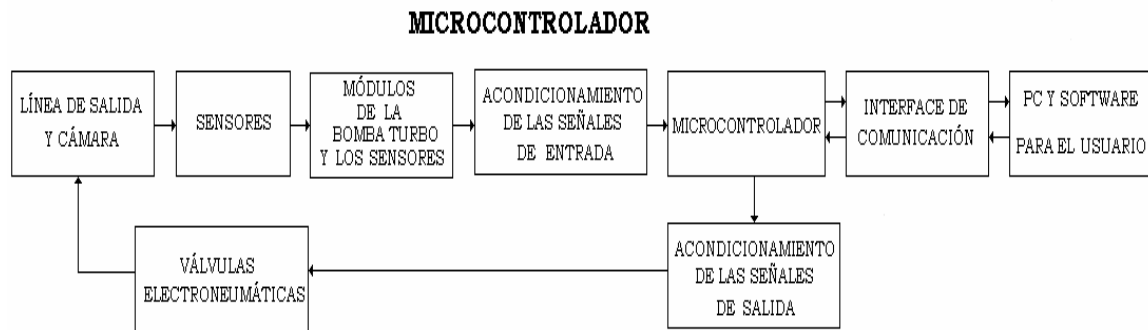 MICROCONTROLADOR
LÍNEA DE SALIDA
Y CÁMARA
SENSORES
MÓDULOS
DE LA
BOMBA TURBO
Y LOS SENSORES
ACONDICIONAMIENTO
DE LAS SEÑALES
DE ENTRADA
MICROCONTROLADOR
INTERFACE DE
COMUNICACIÓN
PC Y SOFTWARE
PARA EL USUARIO
ACONDICIONAMIENTO
DE LAS SEÑALES
DE SALIDA
VÁLVULAS
ELECTRONEUMÁTICAS